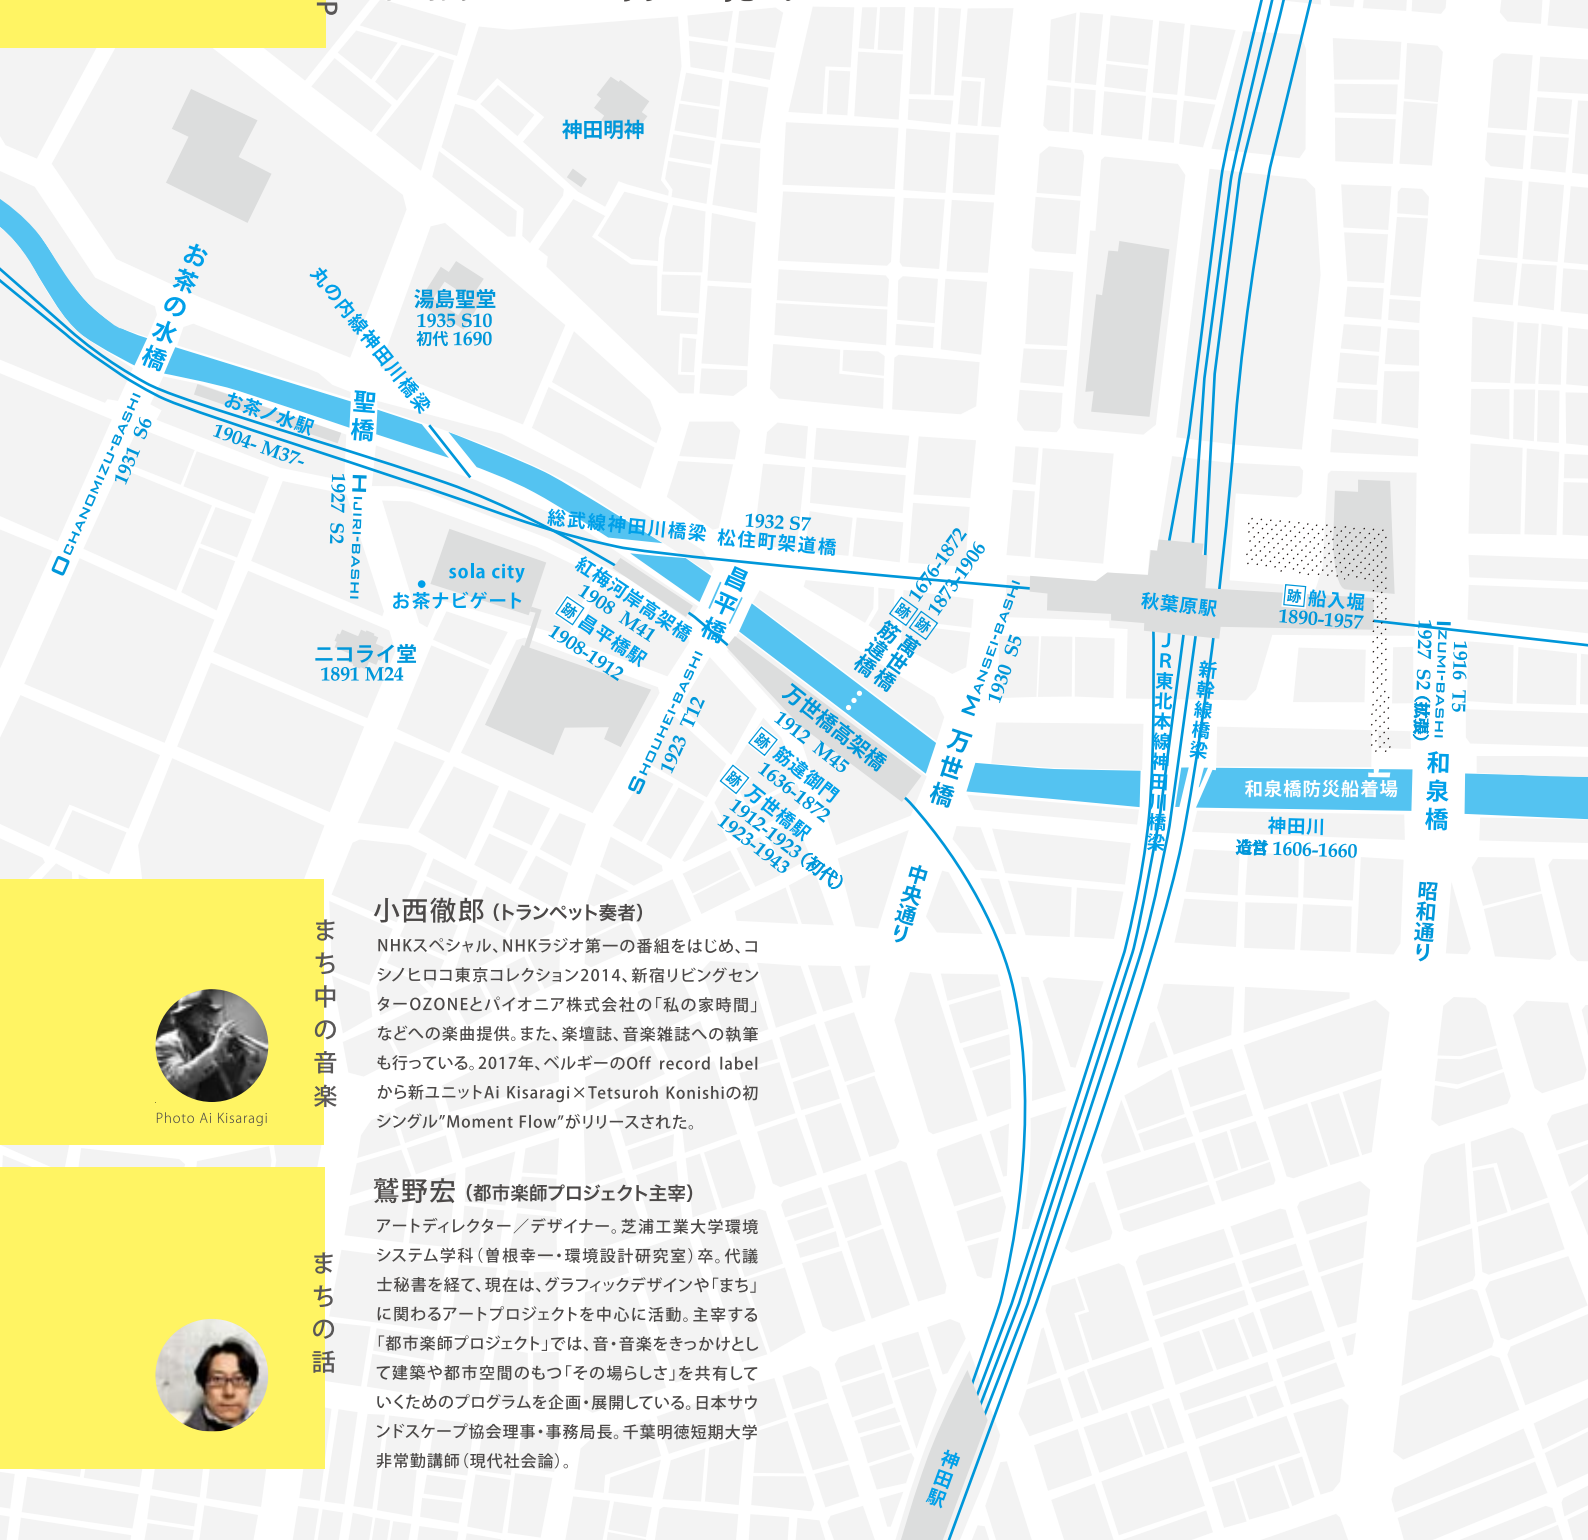 P
神田明神
お茶の水橋
OCHANOMIZU-BASHI
1931 S6
丸の内線神田川橋梁
湯島聖堂
1935 S10
初代 1690
お茶ノ水駅
1904- M37-
聖橋
HIJIRI-BASHI
1927 S2
sola city
お茶ナビゲート
ニコライ堂
1891 M24
総武線神田川橋梁
1932 S7
松住町架道橋
紅梅河岸高架橋
1908 M41
跡 昌平橋駅
1908-1912
昌平橋
SHOUHEI-BASHI
1923 T12
跡 筋違橋
1676-1872
跡 萬世橋
1873-1906
万世橋高架橋
1912 M45
跡 筋違御門
1636-1872
跡 万世橋駅
1912-1923(初代)
1923-1943
MANSEI-BASHI
1930 S5
万世橋
中央通り
秋葉原駅
JR東北本線神田川橋梁
新幹線橋梁
跡 船入堀
1890-1957
1916 T5
IZUMI-BASHI
1927 S2(拡張)
和泉橋
和泉橋防災船着場
神田川
造営 1606-1660
昭和通り
神田駅
まち中の音楽
Photo Ai Kisaragi
小西徹郎(トランペット奏者)
NHKスペシャル、NHKラジオ第一の番組をはじめ、コ
シノヒロコ東京コレクション2014、新宿リビングセン
ターOZONEとパイオニア株式会社の「私の家時間」
などへの楽曲提供。また、楽壇誌、音楽雑誌への執筆
も行っている。2017年、ベルギーのOff record label
から新ユニットAi Kisaragi×Tetsuroh Konishiの初
シングル”Moment Flow”がリリースされた。
まちの話
鷲野宏(都市楽師プロジェクト主宰)
アートディレクター／デザイナー。芝浦工業大学環境
システム学科(曽根幸一・環境設計研究室)卒。代議
士秘書を経て、現在は、グラフィックデザインや「まち」
に関わるアートプロジェクトを中心に活動。主宰する
「都市楽師プロジェクト」では、音・音楽をきっかけとし
て建築や都市空間のもつ「その場らしさ」を共有して
いくためのプログラムを企画・展開している。日本サウ
ンドスケープ協会理事・事務局長。千葉明徳短期大学
非常勤講師(現代社会論)。